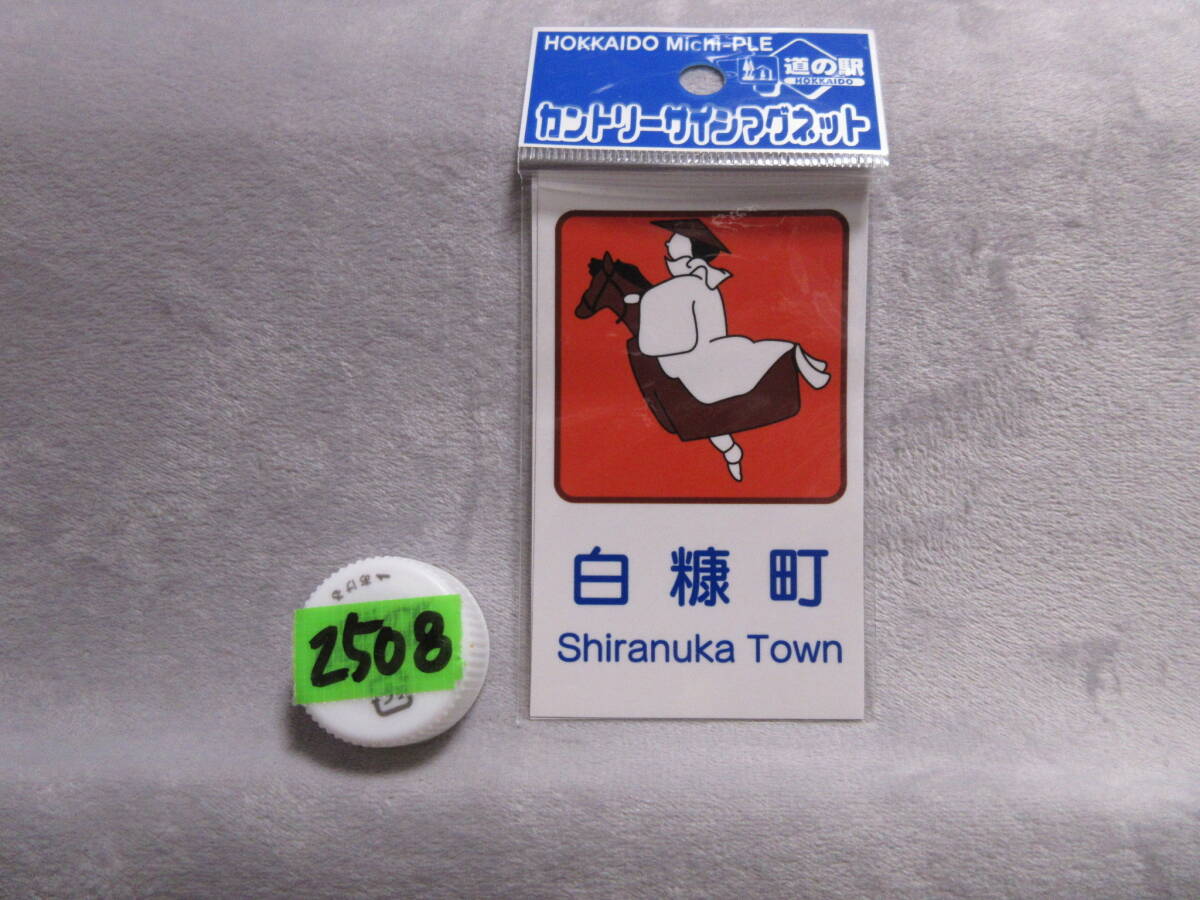 HOKKAIDO Michi-PLE
道の駅
HOKKAIDO
カントリーサインマグネット
白糠町
Shiranuka Town
2508